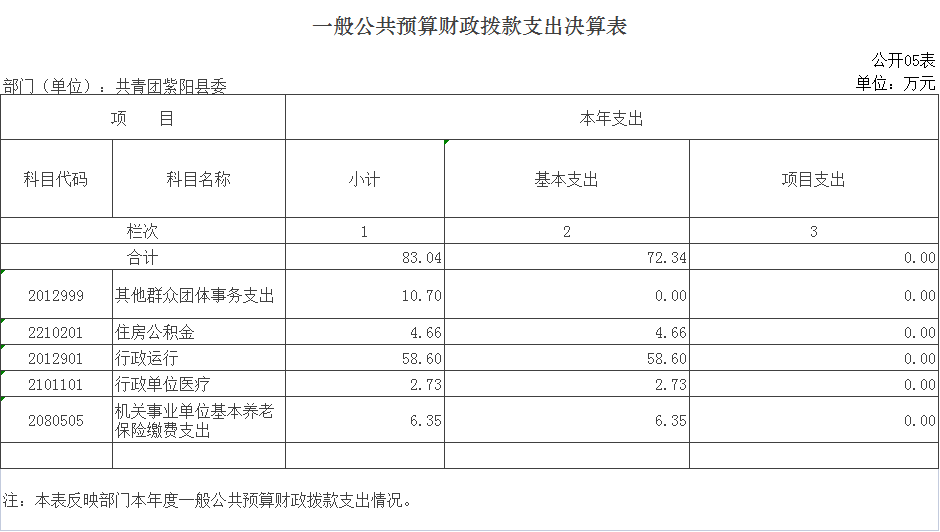 一般公共预算财政拨款支出决算表
公开05表
部门（单位）：共青团紫阳县委 单位：万元
项 目 本年支出
科目代码 科目名称 小计 基本支出 项目支出
栏次 1 2 3
合计 83.04 72.34 0.00
2012999 其他群众团体事务支出 10.70 0.00 0.00
2210201 住房公积金 4.66 4.66 0.00
2012901 行政运行 58.60 58.60 0.00
2101101 行政单位医疗 2.73 2.73 0.00
2080505 机关事业单位基本养老 6.35 6.35 0.00
保险缴费支出
注：本表反映部门本年度一般公共预算财政拨款支出情况。